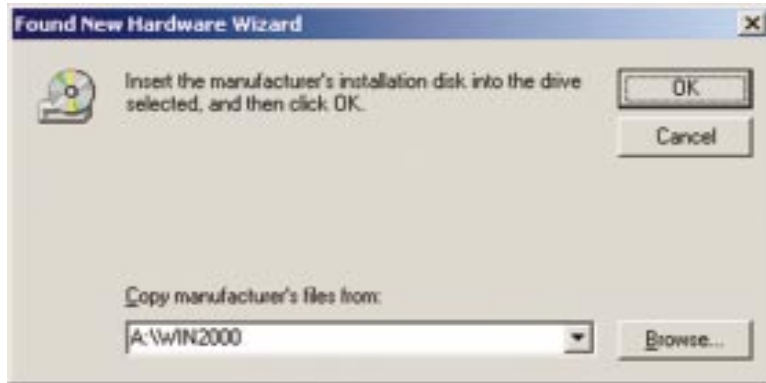 Found New Hardware Wizard
Insert the manufacturer's installation disk into the drive
selected, and then click OK.
OK
Cancel
Copy manufacturer's files from:
A:\WIN2000
Browse...